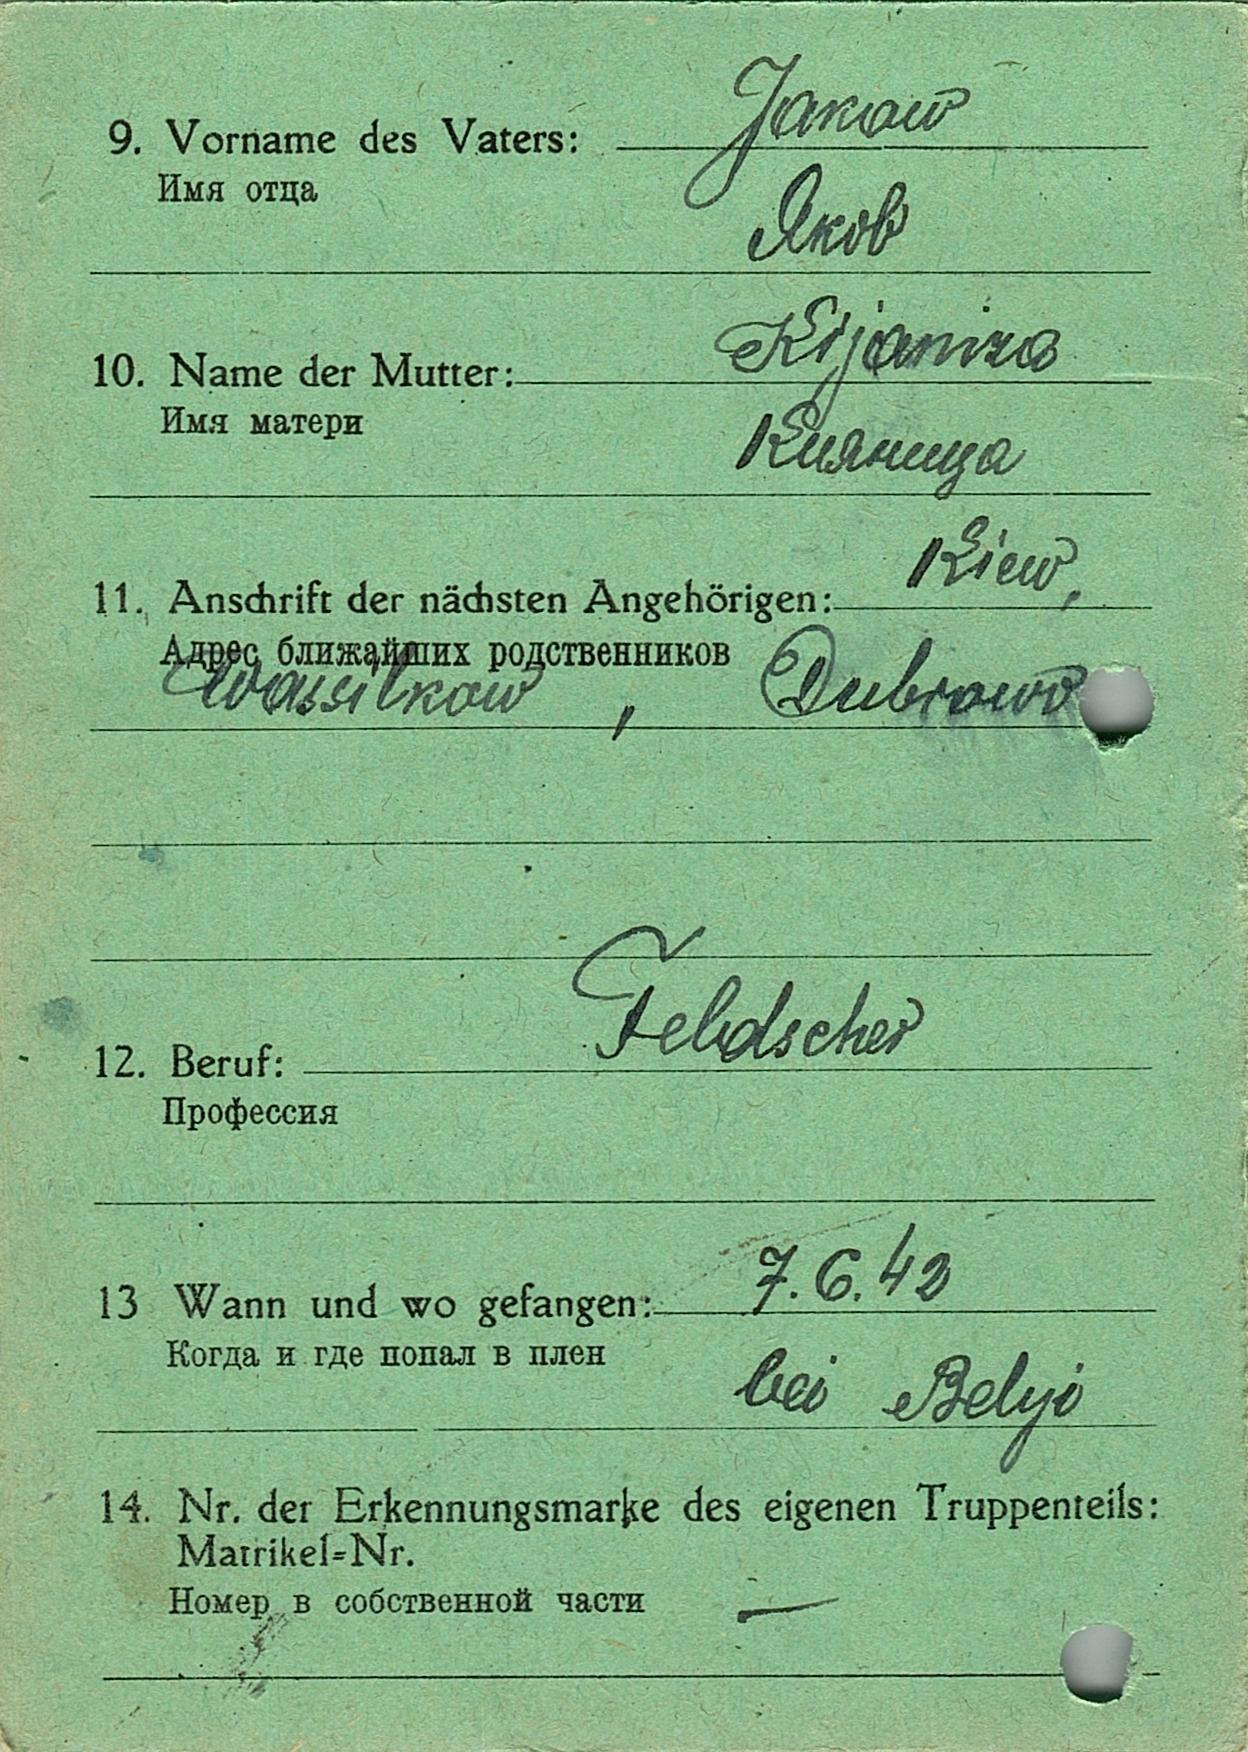 Jakow
9. Vorname des Vaters:
Имя отца
Яков
Kijaniza
10. Name der Mutter:
Имя матери
Кияница
Kiew,
11. Anschrift der nächsten Angehörigen:
Адрес ближайших родственников
Wassilkow, Dubrowo
Feldscher
12. Beruf:
Профессия
13 Wann und wo gefangen: 7.6.42
Когда и где попал в плен
bei Belyi
14. Nr. der Erkennungsmarke des eigenen Truppenteils:
Matrikel=Nr.
Номер в собственной части —